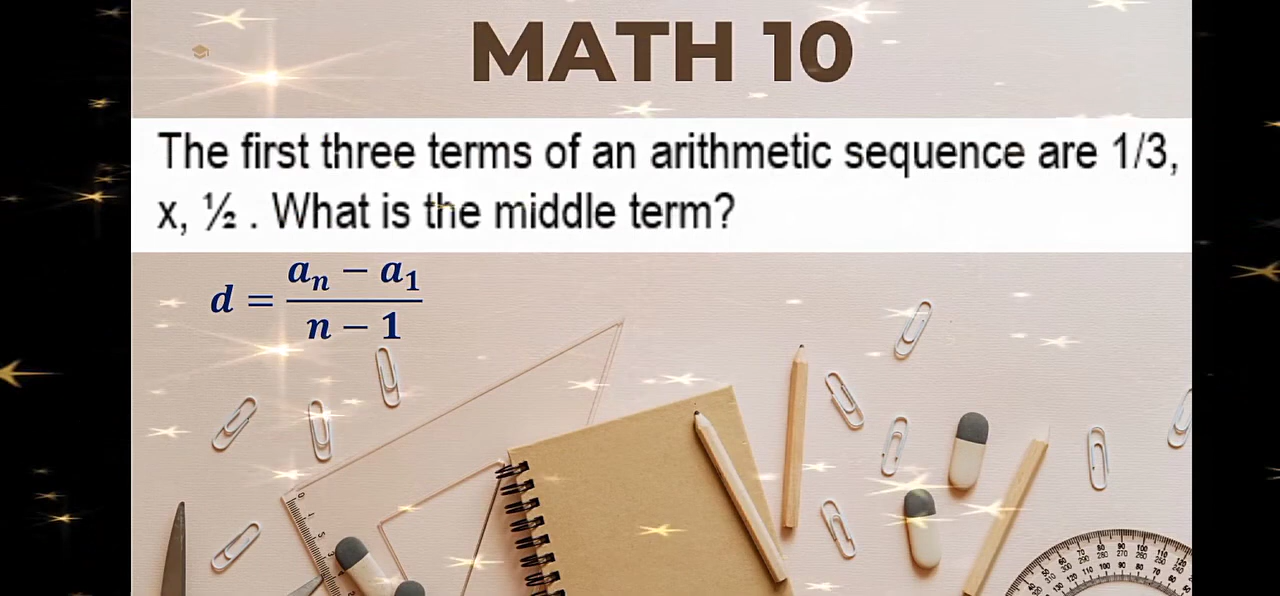 MATH 10
The first three terms of an arithmetic sequence are 1/3,
x, ½ . What is the middle term?
d = (aₙ − a₁) / (n − 1)